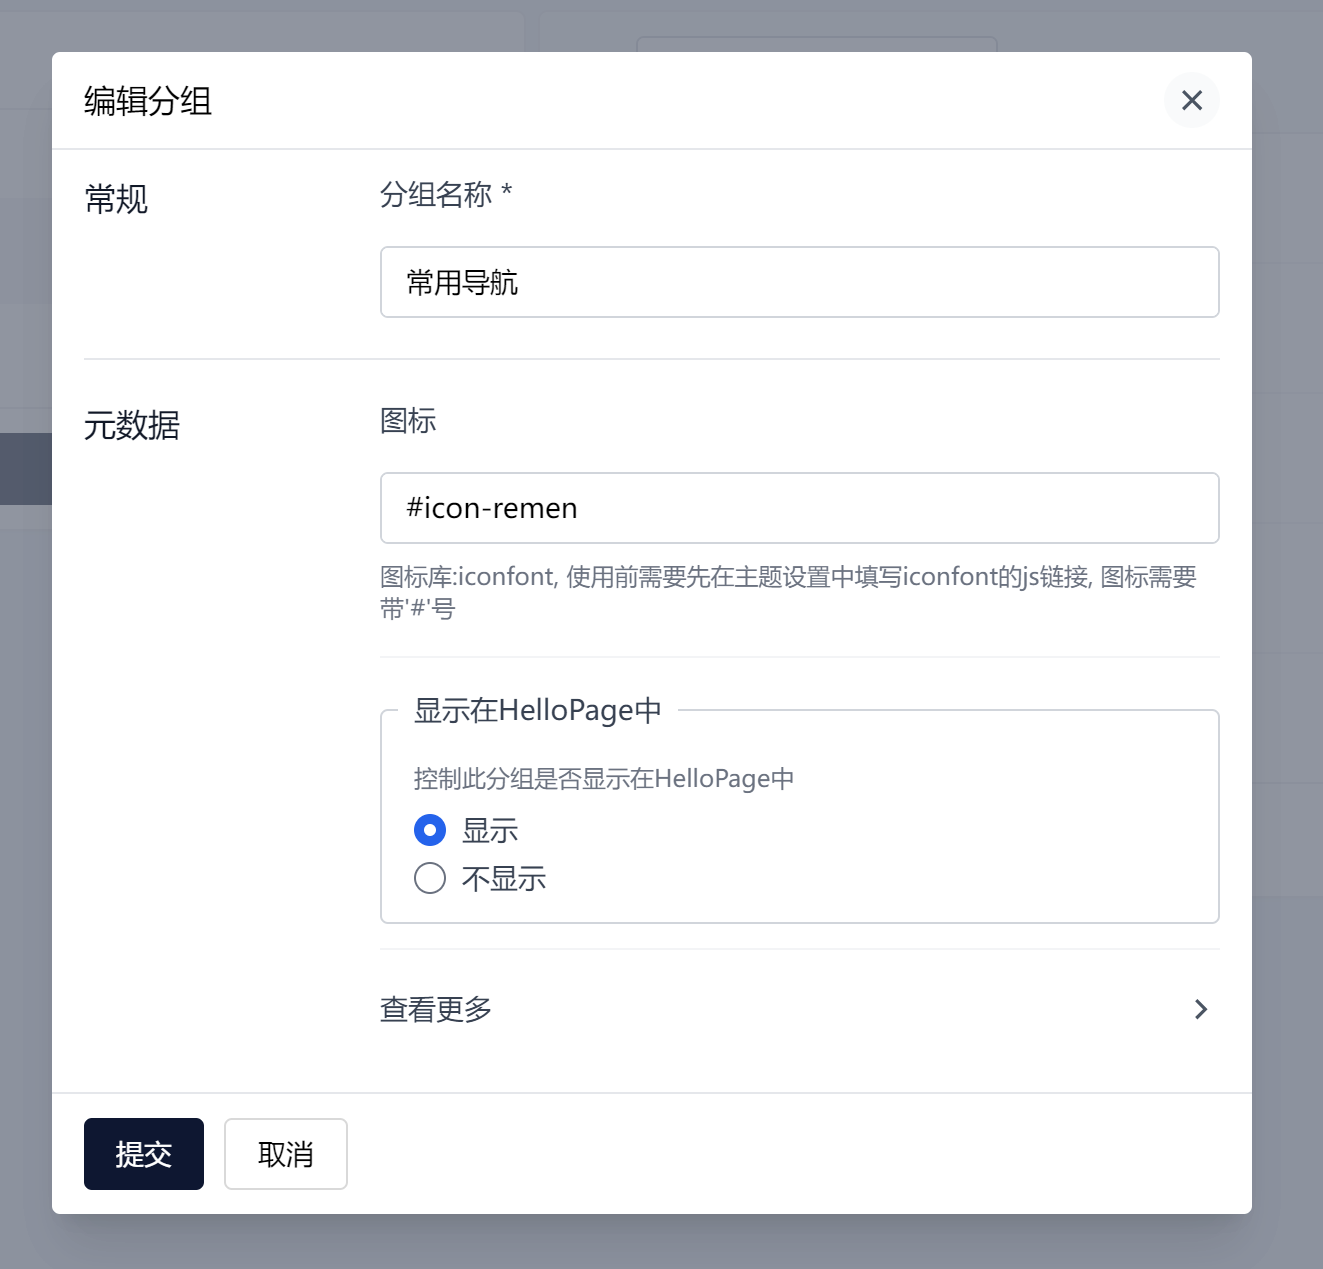 编辑分组
常规
分组名称 *
常用导航
元数据
图标
#icon-remen
图标库:iconfont, 使用前需要先在主题设置中填写iconfont的js链接, 图标需要
带'#'号
显示在HelloPage中
控制此分组是否显示在HelloPage中
显示
不显示
查看更多
提交
取消